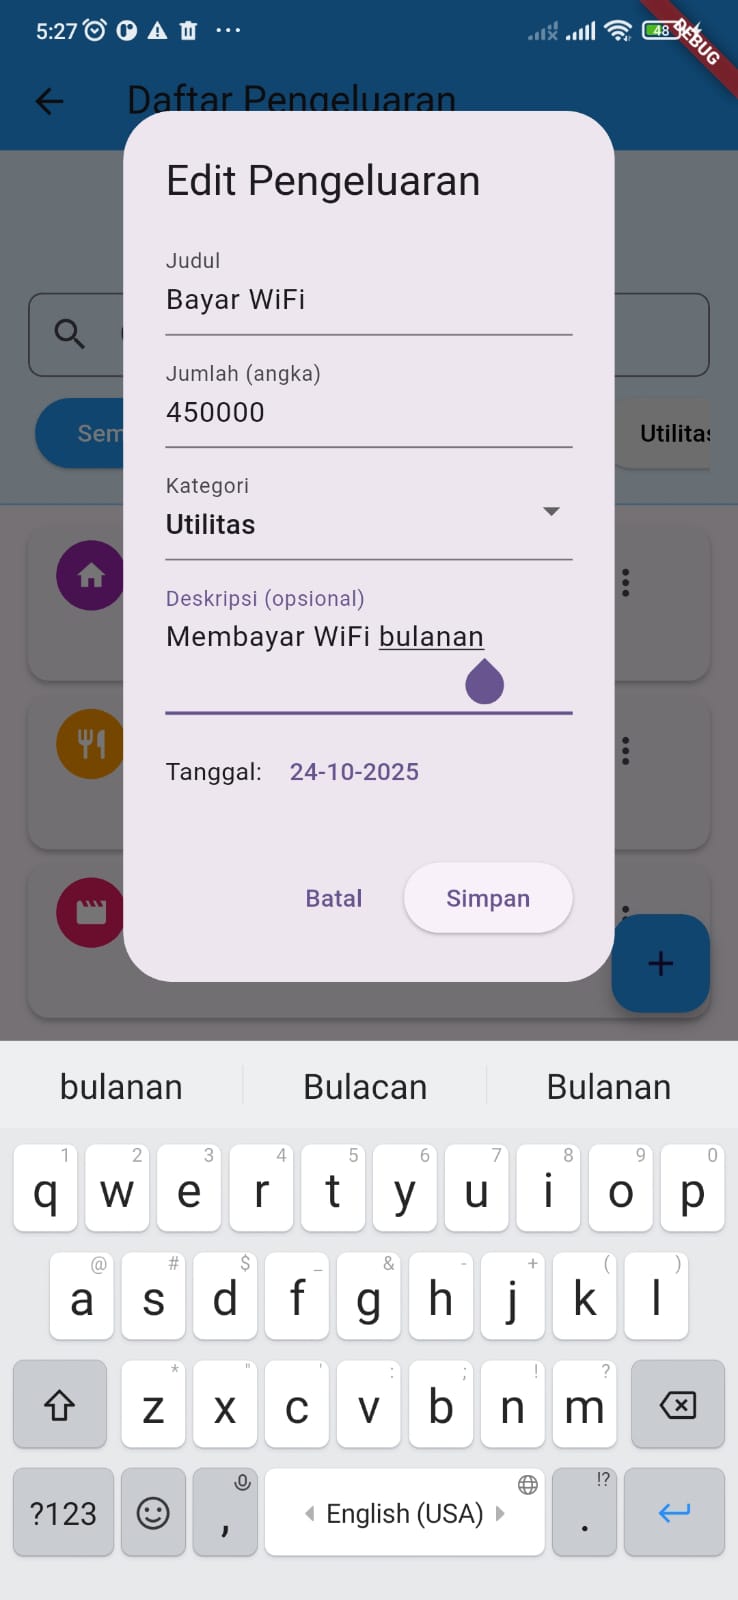 5:27
48
DEBUG
Daftar Pengeluaran
Edit Pengeluaran
Judul
Bayar WiFi
Jumlah (angka)
450000
Sem
Utilitas
Kategori
Utilitas
Deskripsi (opsional)
Membayar WiFi bulanan
Tanggal: 24-10-2025
Batal Simpan
+
bulanan Bulacan Bulanan
1 2 3 4 5 6 7 8 9 0
q w e r t y u i o p
@ # $ _ & - + ( )
a s d f g h j k l
* " ' : ; ! ?
z x c v b n m
!?
?123 , English (USA) .